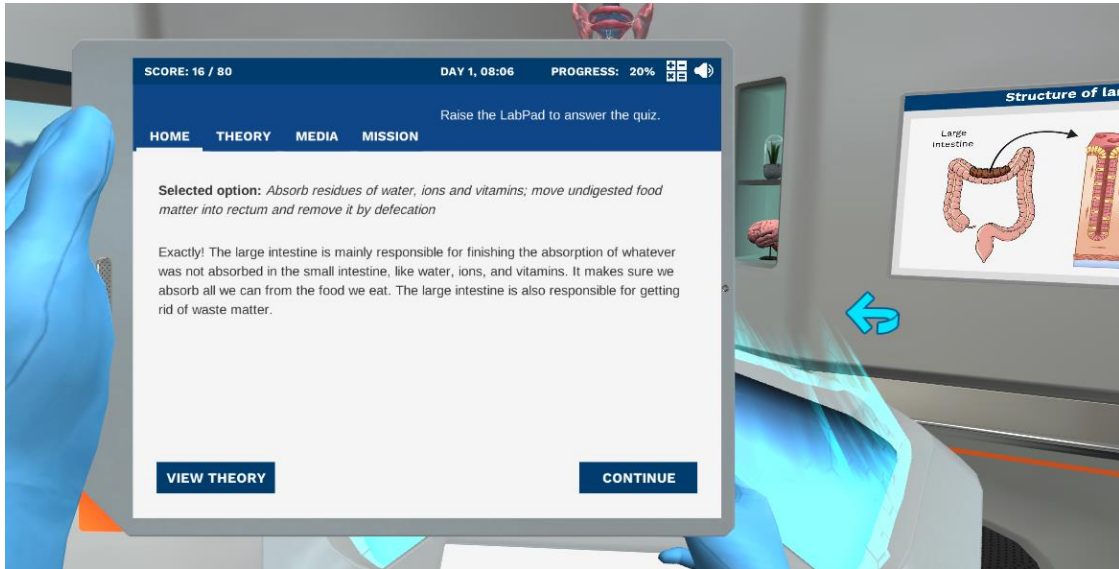 SCORE: 16 / 80
DAY 1, 08:06
PROGRESS: 20%
Raise the LabPad to answer the quiz.
HOME THEORY MEDIA MISSION
Selected option: Absorb residues of water, ions and vitamins; move undigested food
matter into rectum and remove it by defecation
Exactly! The large intestine is mainly responsible for finishing the absorption of whatever
was not absorbed in the small intestine, like water, ions, and vitamins. It makes sure we
absorb all we can from the food we eat. The large intestine is also responsible for getting
rid of waste matter.
VIEW THEORY
CONTINUE
Structure of lar
Large
intestine